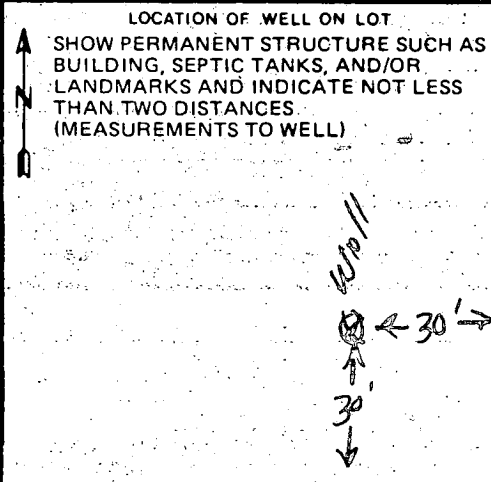 LOCATION OF WELL ON LOT
SHOW PERMANENT STRUCTURE SUCH AS
BUILDING, SEPTIC TANKS, AND/OR
LANDMARKS AND INDICATE NOT LESS
THAN TWO DISTANCES
(MEASUREMENTS TO WELL)
N
Well
30'
30'